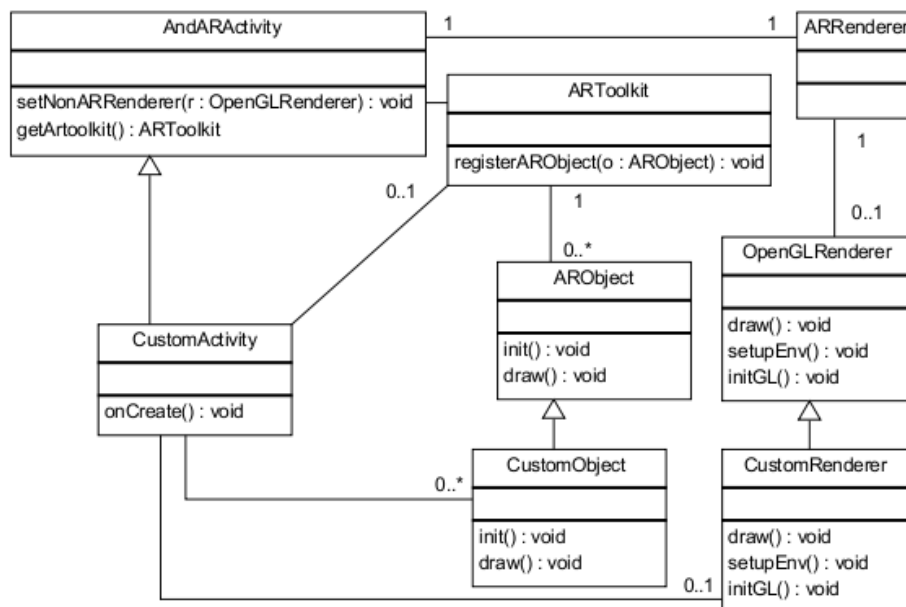 AndARActivity
setNonARRenderer(r : OpenGLRenderer) : void
getArtoolkit() : ARToolkit
1
1
ARRenderer
ARToolkit
registerARObject(o : ARObject) : void
1
0..1
0..1
1
0..*
OpenGLRenderer
draw() : void
setupEnv() : void
initGL() : void
ARObject
init() : void
draw() : void
CustomActivity
onCreate() : void
0..*
CustomObject
init() : void
draw() : void
CustomRenderer
draw() : void
setupEnv() : void
initGL() : void
0..1